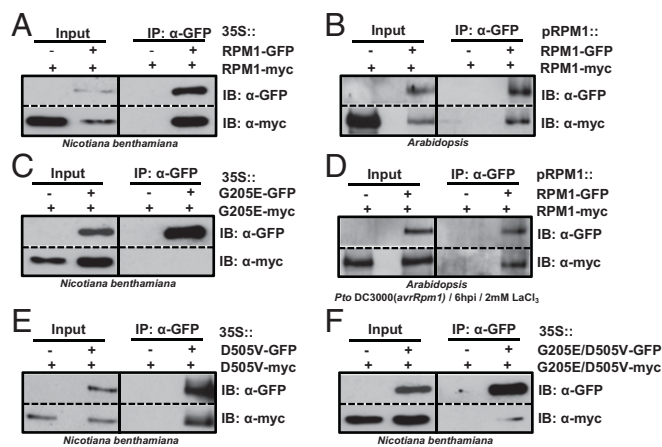 A
Input IP: α-GFP 35S::
- + - + RPM1-GFP
+ + + + RPM1-myc
IB: α-GFP
IB: α-myc
Nicotiana benthamiana
B
Input IP: α-GFP pRPM1::
- + - + RPM1-GFP
+ + + + RPM1-myc
IB: α-GFP
IB: α-myc
Arabidopsis
C
Input IP: α-GFP 35S::
- + - + G205E-GFP
+ + + + G205E-myc
IB: α-GFP
IB: α-myc
Nicotiana benthamiana
D
Input IP: α-GFP pRPM1::
- + - + RPM1-GFP
+ + + + RPM1-myc
IB: α-GFP
IB: α-myc
Arabidopsis
Pto DC3000(avrRpm1) / 6hpi / 2mM LaCl₃
E
Input IP: α-GFP 35S::
- + - + D505V-GFP
+ + + + D505V-myc
IB: α-GFP
IB: α-myc
Nicotiana benthamiana
F
Input IP: α-GFP 35S::
- + - + G205E/D505V-GFP
+ + + + G205E/D505V-myc
IB: α-GFP
IB: α-myc
Nicotiana benthamiana